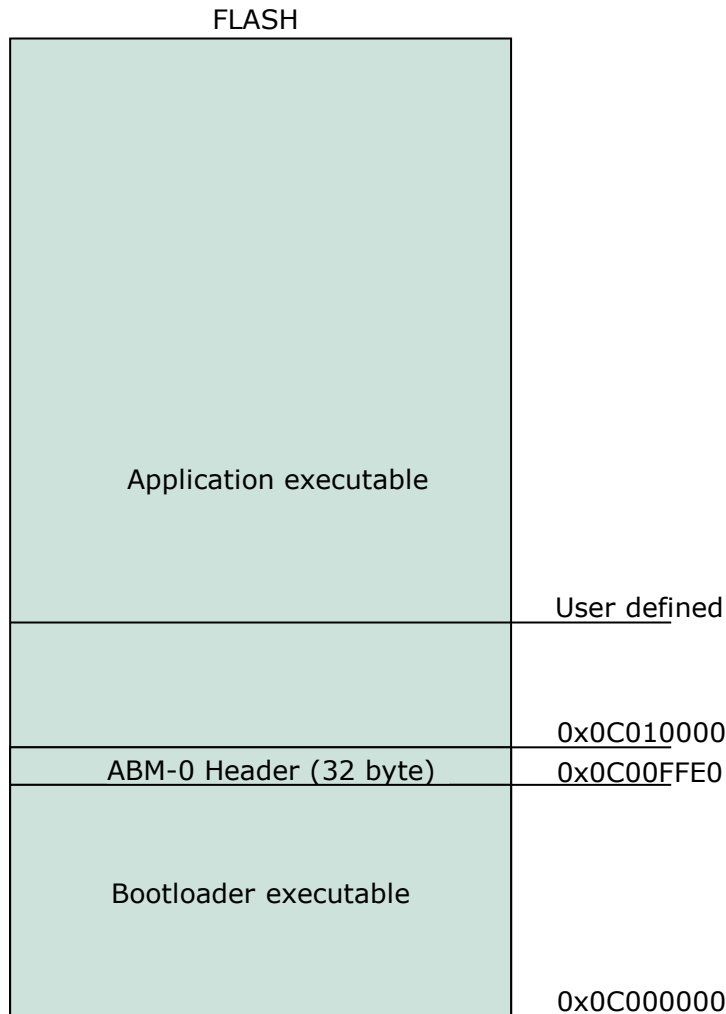 FLASH
Application executable
User defined
0x0C010000
ABM-0 Header (32 byte)
0x0C00FFE0
Bootloader executable
0x0C000000